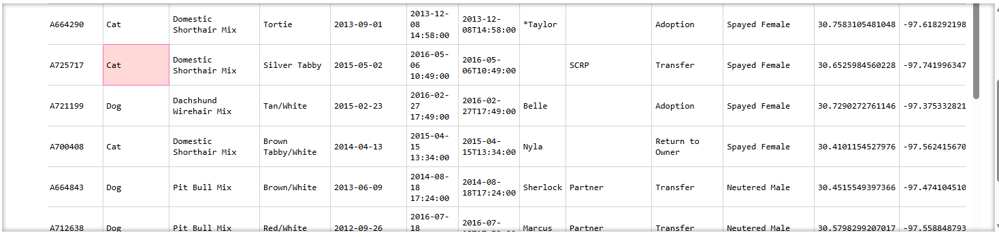 A664290
Cat
Domestic
Shorthair Mix
Tortie
2013-09-01
2013-12-
08
14:58:00
2013-12-
08T14:58:00
*Taylor
Adoption
Spayed Female
30.7583105481048
-97.618292198
A725717
Cat
Domestic
Shorthair Mix
Silver Tabby
2015-05-02
2016-05-
06
10:49:00
2016-05-
06T10:49:00
SCRP
Transfer
Spayed Female
30.6525984560228
-97.741996347
A721199
Dog
Dachshund
Wirehair Mix
Tan/White
2015-02-23
2016-02-
27
17:49:00
2016-02-
27T17:49:00
Belle
Adoption
Spayed Female
30.7290272761146
-97.375332821
A700408
Cat
Domestic
Shorthair Mix
Brown
Tabby/White
2014-04-13
2015-04-
15
13:34:00
2015-04-
15T13:34:00
Nyla
Return to
Owner
Spayed Female
30.4101154527976
-97.562415670
A664843
Dog
Pit Bull Mix
Brown/White
2013-06-09
2014-08-
18
17:24:00
2014-08-
18T17:24:00
Sherlock
Partner
Transfer
Neutered Male
30.4515549397366
-97.474104510
A712638
Dog
Pit Bull Mix
Red/White
2012-09-26
2016-07-
18
2016-07-
Marcus
Partner
Transfer
Neutered Male
30.5798299207017
-97.558848793